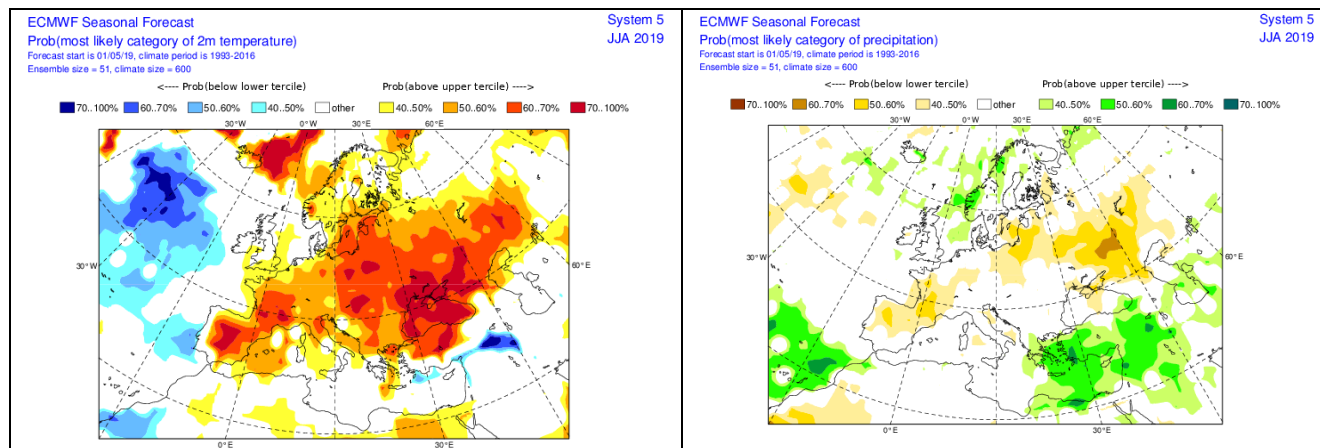 ECMWF Seasonal Forecast
System 5
Prob(most likely category of 2m temperature)
JJA 2019
Forecast start is 01/05/19, climate period is 1993-2016
Ensemble size = 51, climate size = 600
<---- Prob(below lower tercile)
Prob(above upper tercile) ---->
70..100%
60..70%
50..60%
40..50%
other
40..50%
50..60%
60..70%
70..100%
30°W
0°W
30°E
60°E
30°W
60°E
0°E
30°E
ECMWF Seasonal Forecast
System 5
Prob(most likely category of precipitation)
JJA 2019
Forecast start is 01/05/19, climate period is 1993-2016
Ensemble size = 51, climate size = 600
<---- Prob(below lower tercile)
Prob(above upper tercile) ---->
70..100%
60..70%
50..60%
40..50%
other
40..50%
50..60%
60..70%
70..100%
30°W
0°W
30°E
60°E
30°W
60°E
0°E
30°E